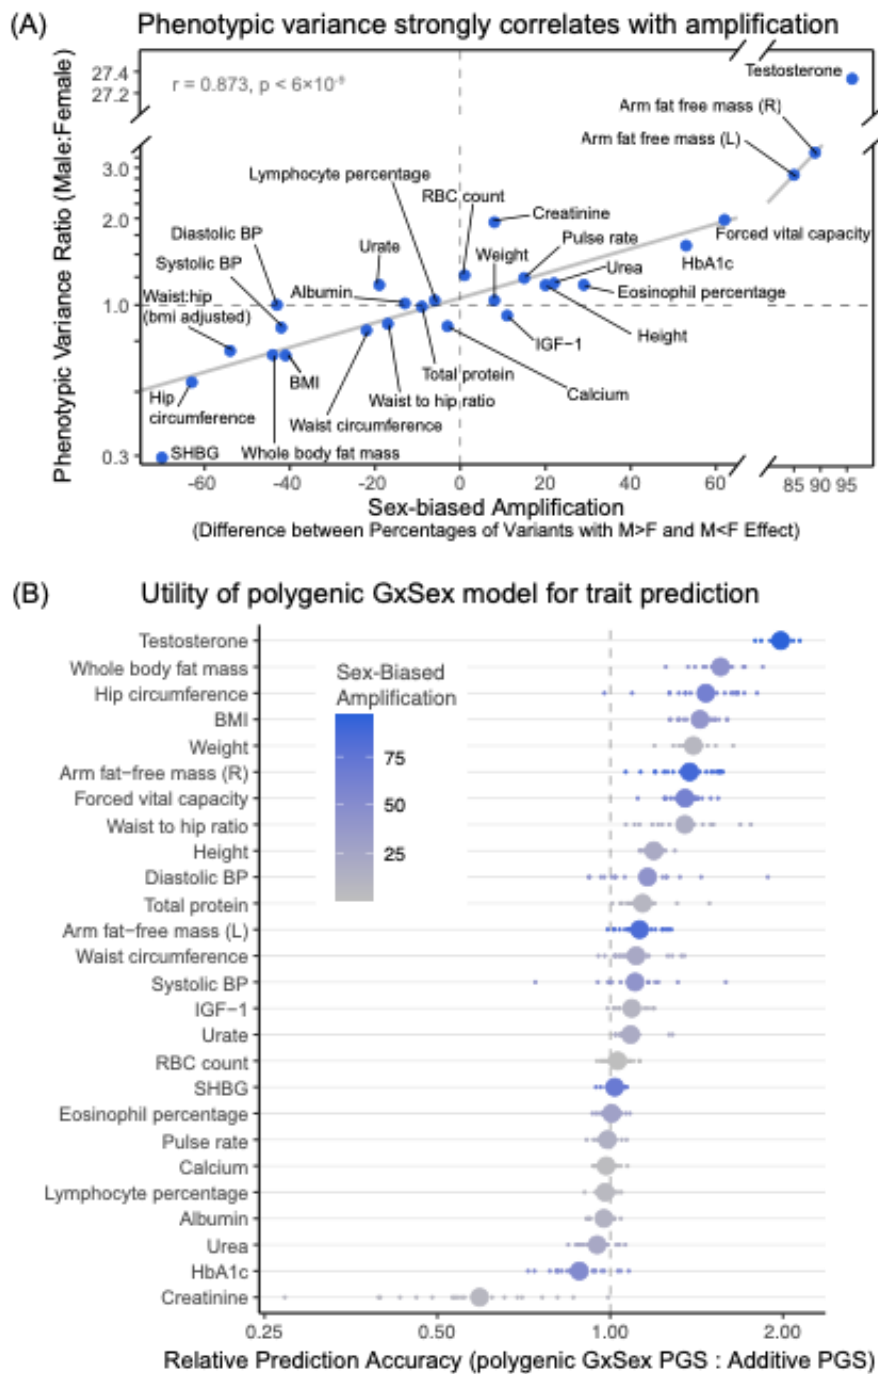 (A) Phenotypic variance strongly correlates with amplification
Phenotypic Variance Ratio (Male:Female)
27.4
27.2
3.0
2.0
1.0
0.3
r = 0.873, p < 6×10⁻⁹
Testosterone
Arm fat free mass (R)
Arm fat free mass (L)
Lymphocyte percentage
RBC count
Creatinine
Diastolic BP
Urate
Weight
Pulse rate
Forced vital capacity
Systolic BP
HbA1c
Albumin
Urea
Waist:hip
(bmi adjusted)
Eosinophil percentage
IGF-1
Height
BMI
Total protein
Hip
circumference
Waist to hip ratio
Calcium
Waist circumference
SHBG
Whole body fat mass
-60 -40 -20 0 20 40 60 85 90 95
Sex-biased Amplification
(Difference between Percentages of Variants with M>F and M<F Effect)
(B) Utility of polygenic GxSex model for trait prediction
Testosterone
Whole body fat mass
Hip circumference
BMI
Weight
Arm fat−free mass (R)
Forced vital capacity
Waist to hip ratio
Height
Diastolic BP
Total protein
Arm fat−free mass (L)
Waist circumference
Systolic BP
IGF−1
Urate
RBC count
SHBG
Eosinophil percentage
Pulse rate
Calcium
Lymphocyte percentage
Albumin
Urea
HbA1c
Creatinine
Sex-Biased
Amplification
75
50
25
0.25 0.50 1.00 2.00
Relative Prediction Accuracy (polygenic GxSex PGS : Additive PGS)